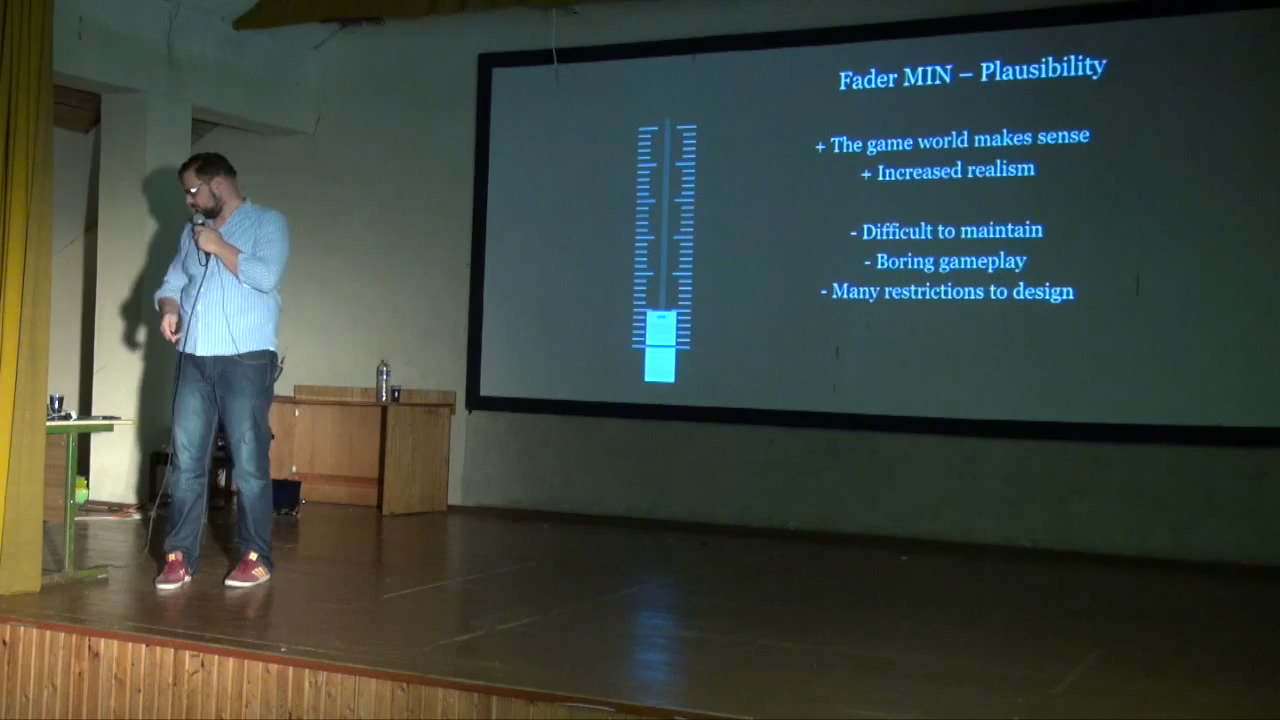 Fader MIN – Plausibility
+ The game world makes sense
+ Increased realism
- Difficult to maintain
- Boring gameplay
- Many restrictions to design